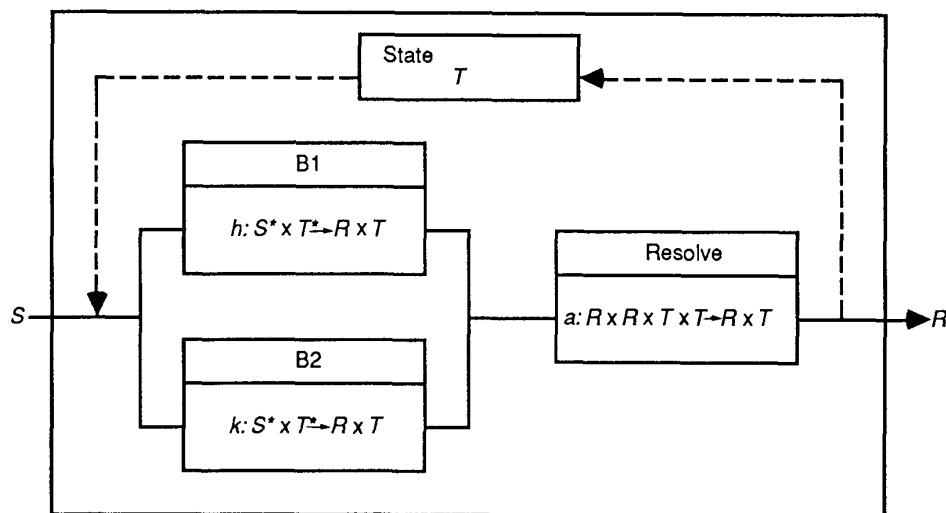 State
T
B1
h: S* x T*→R x T
Resolve
S
a: R x R x T x T→R x T
R
B2
k: S* x T*→R x T